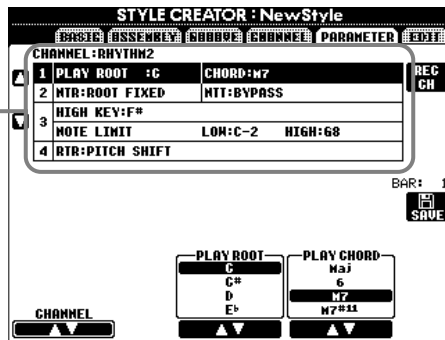 STYLE CREATOR : NewStyle
BASIC ASSEMBLY GROOVE CHANNEL PARAMETER EDIT
CHANNEL:RHYTHM2
1 PLAY ROOT :C CHORD:M7
2 NTR:ROOT FIXED NTT:BYPASS
3 HIGH KEY:F#
NOTE LIMIT LOW:C-2 HIGH:G8
4 RTR:PITCH SHIFT
REC CH
BAR: 1
SAVE
PLAY ROOT PLAY CHORD
C Maj
C# 6
D M7
E♭ M7#11
CHANNEL